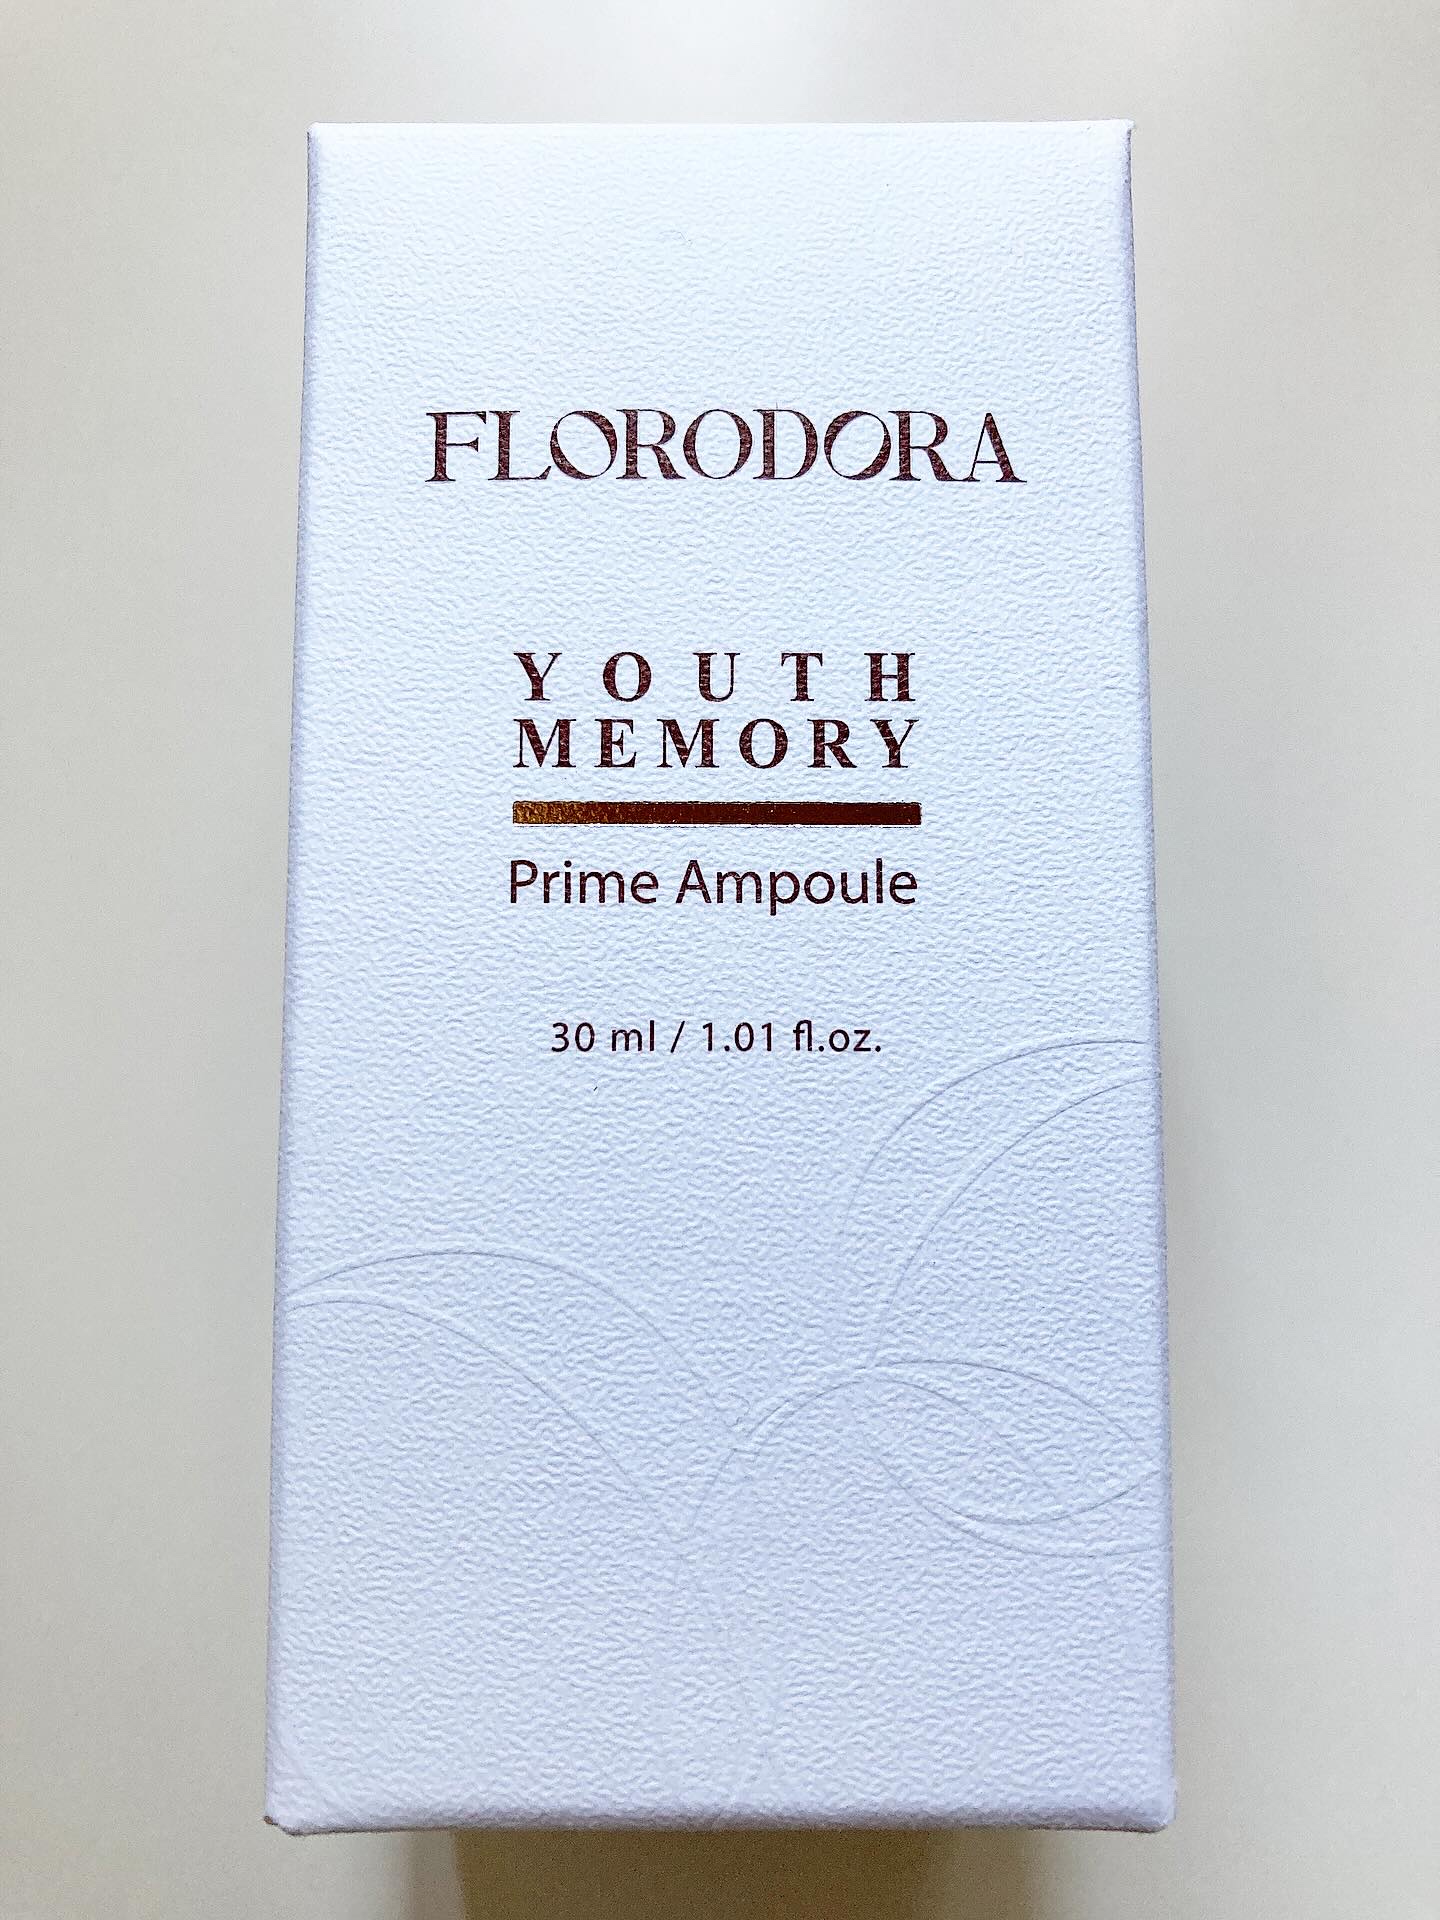 FLORODORA
YOUTH
MEMORY
Prime Ampoule
30 ml / 1.01 fl.oz.